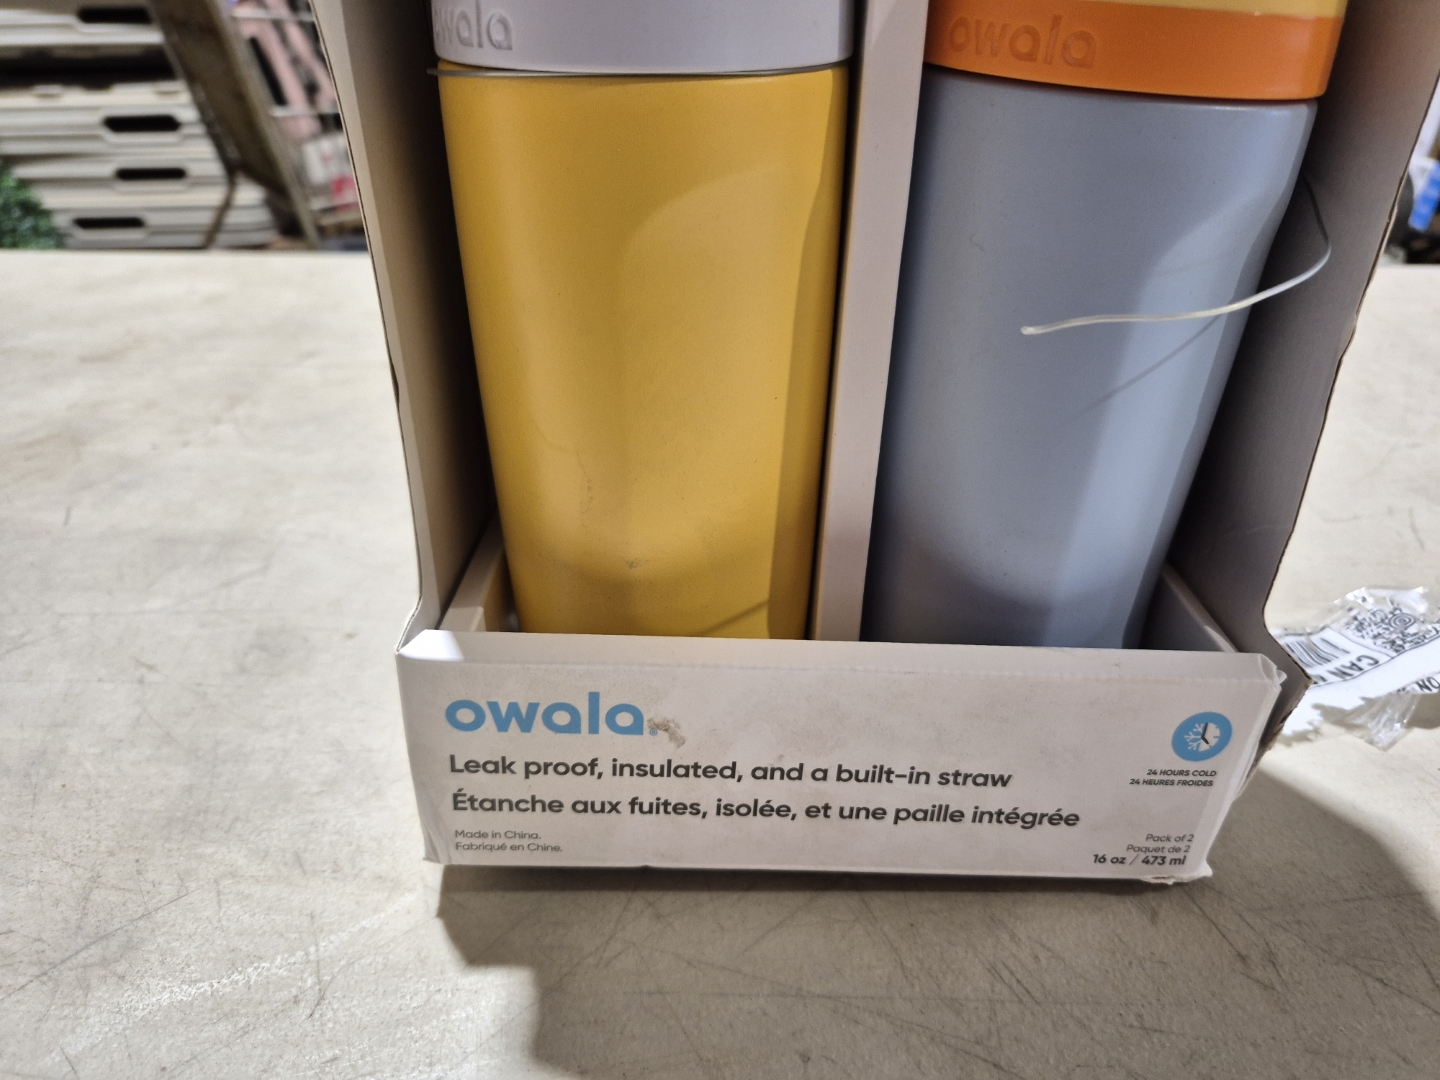 owala
owala
owala
Leak proof, insulated, and a built-in straw
Étanche aux fuites, isolée, et une paille intégrée
Made in China.
Fabriqué en Chine.
24 HOURS COLD
24 HEURES FROIDES
Pack of 2
Paquet de 2
16 oz / 473 ml
CAN